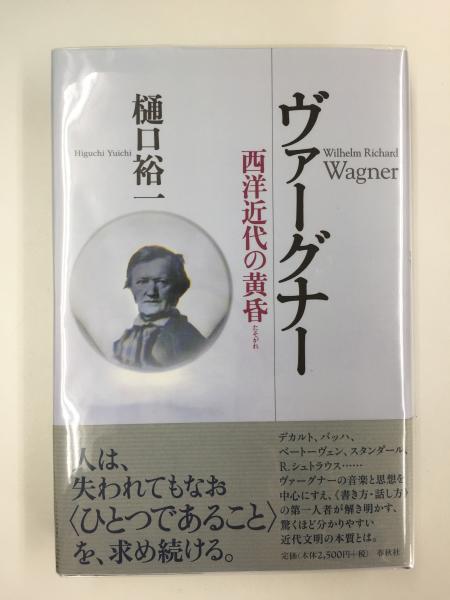 ヴァーグナー
Wilhelm Richard
Wagner
西洋近代の黄昏
たそがれ
樋口裕一
Higuchi Yuichi
人は、
失われてもなお
〈ひとつであること〉
を、求め続ける。
デカルト、バッハ、
ベートーヴェン、スタンダール、
R.シュトラウス……
ヴァーグナーの音楽と思想を
中心にすえ、〈書き方・話し方〉
の第一人者が解き明かす、
驚くほど分かりやすい
近代文明の本質とは。
定価(本体2,500円+税) 春秋社